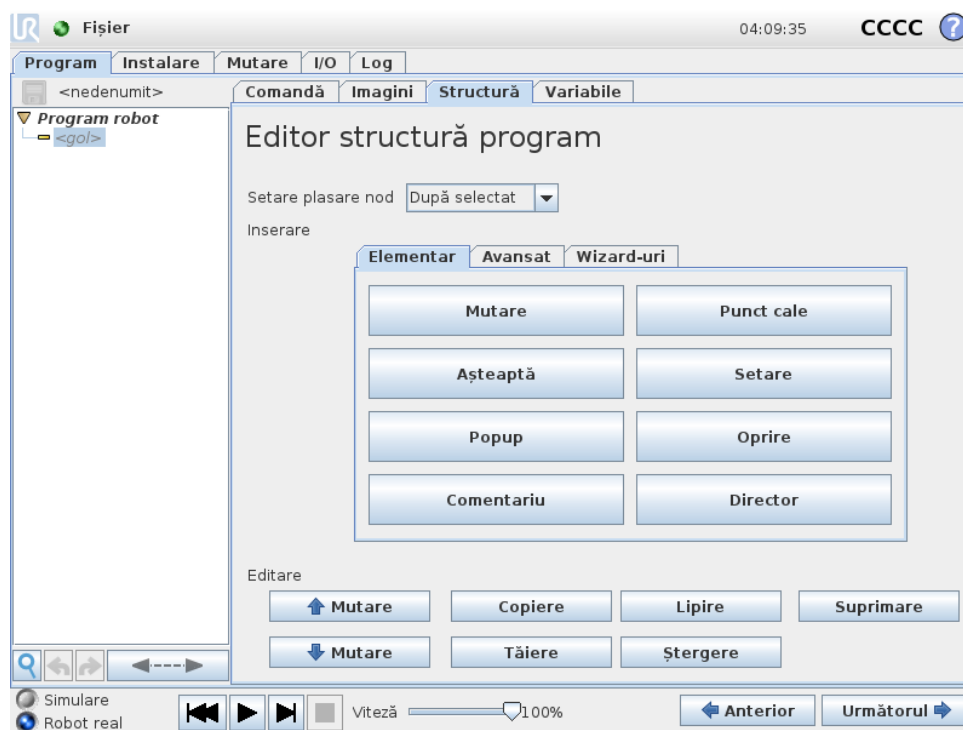 UR Fișier 04:09:35 CCCC ?
Program Instalare Mutare I/O Log
<nedenumit> Comandă Imagini Structură Variabile
Program robot
<gol>
Editor structură program
Setare plasare nod După selectat
Inserare
Elementar Avansat Wizard-uri
Mutare Punct cale
Așteaptă Setare
Popup Oprire
Comentariu Director
Editare
Mutare Copiere Lipire Suprimare
Mutare Tăiere Ștergere
Simulare
Robot real
Viteză 100% Anterior Următorul